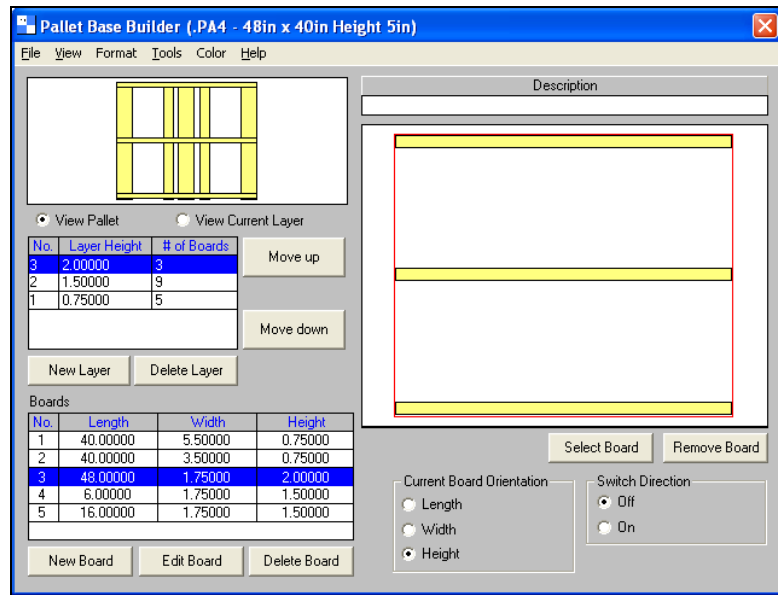 Pallet Base Builder (.PA4 - 48in x 40in Height 5in)
File View Format Tools Color Help
Description
View Pallet View Current Layer
No. Layer Height # of Boards
3 2.00000 3
2 1.50000 9
1 0.75000 5
Move up
Move down
New Layer Delete Layer
Boards
No. Length Width Height
1 40.00000 5.50000 0.75000
2 40.00000 3.50000 0.75000
3 48.00000 1.75000 2.00000
4 6.00000 1.75000 1.50000
5 16.00000 1.75000 1.50000
New Board Edit Board Delete Board
Select Board Remove Board
Current Board Orientation
Length
Width
Height
Switch Direction
Off
On